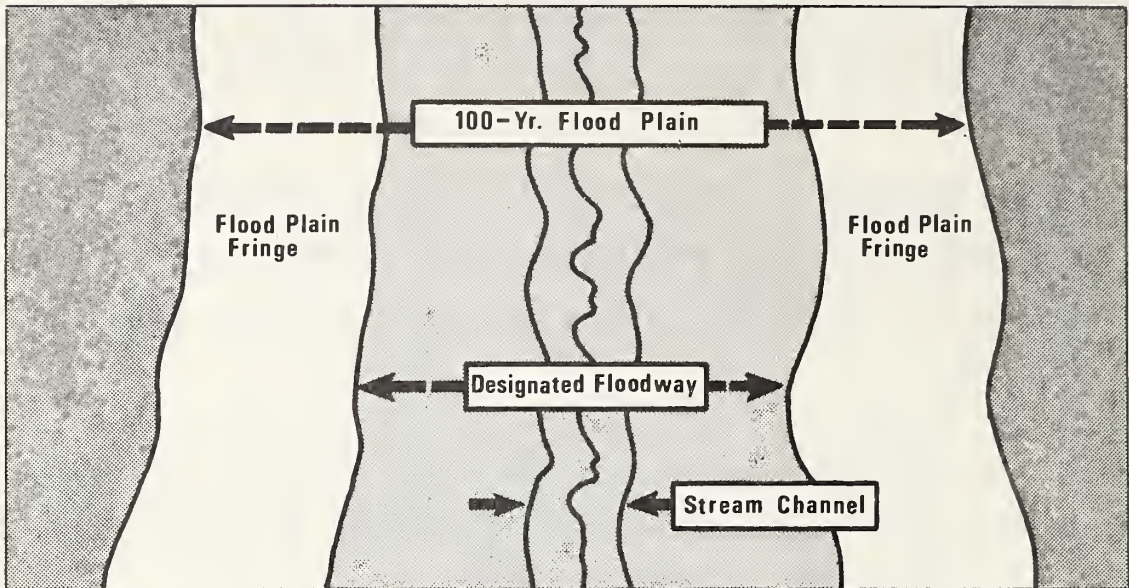 100-Yr. Flood Plain
Flood Plain
Fringe
Flood Plain
Fringe
Designated Floodway
Stream Channel